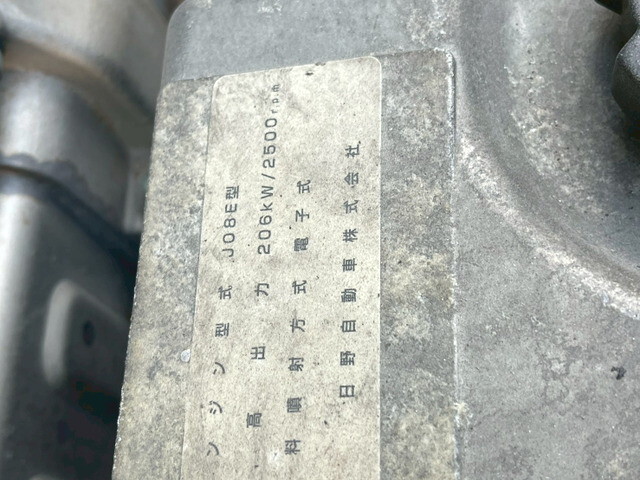 ンジン型式 J08E型
高出力 206kW/2500r.p.m
料噴射方式 電子式
日野自動車株式会社